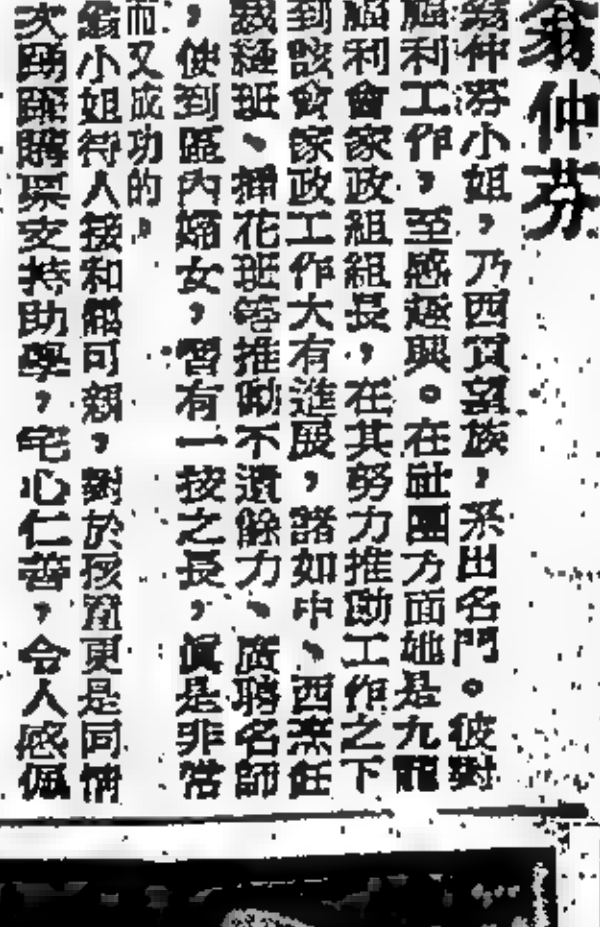 翁仲芬
翁仲芬小姐，乃西貢望族，系出名門。彼對
福利工作，至感趣興。在社團方面她是九龍
福利會家政組組長，在其努力推動工作之下
到該會家政工作大有進展，諸如中、西烹飪
裁縫班、插花班等推動不遺餘力、廣聘名師
，使到區內婦女，習有一技之長，真是非常
而又成功的。
翁小姐待人接和藹可親，對於孩童更是同情
次踴躍購票支持助學，宅心仁善，令人感佩